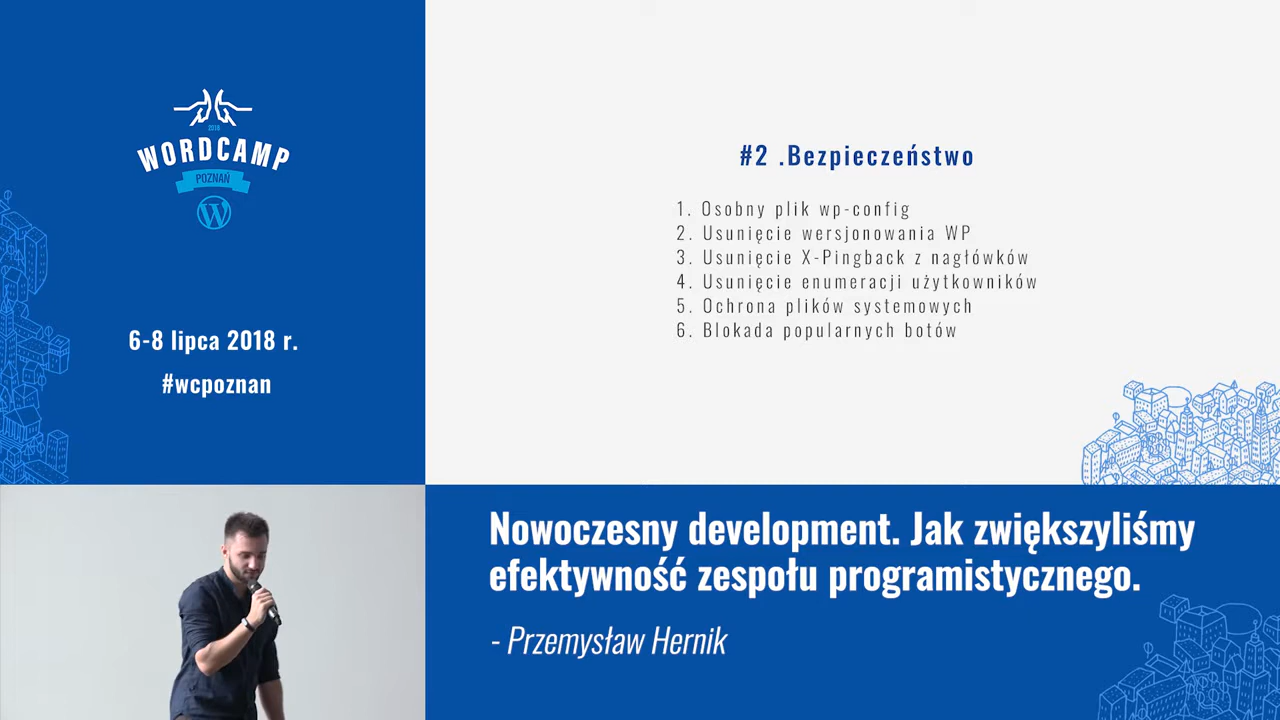 2018
WORDCAMP
POZNAŃ
6-8 lipca 2018 r.
#wcpoznan
#2 .Bezpieczeństwo
1. Osobny plik wp-config
2. Usunięcie wersjonowania WP
3. Usunięcie X-Pingback z nagłówków
4. Usunięcie enumeracji użytkowników
5. Ochrona plików systemowych
6. Blokada popularnych botów
Nowoczesny development. Jak zwiększyliśmy
efektywność zespołu programistycznego.
- Przemysław Hernik